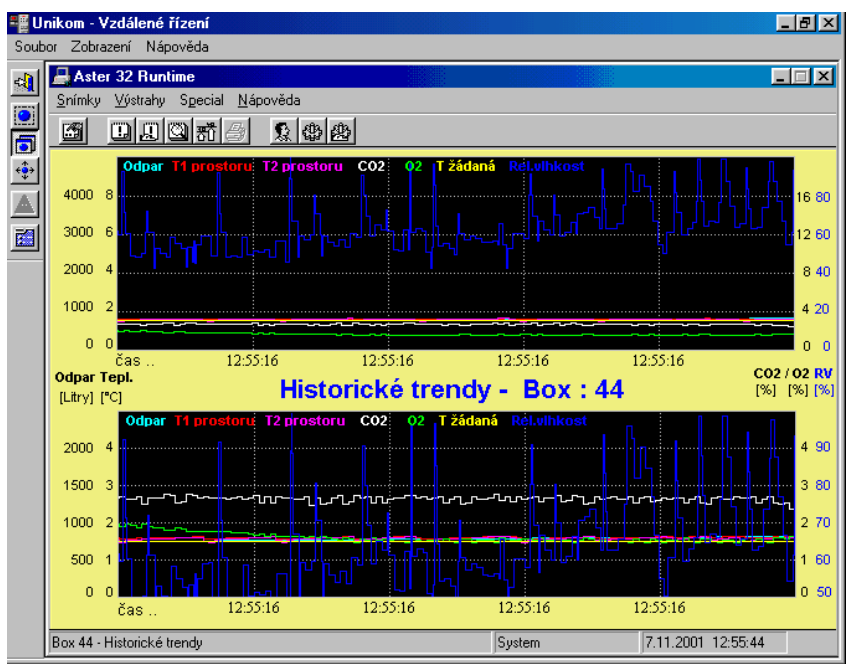 Unikom - Vzdálené řízení
Soubor Zobrazení Nápověda
Aster 32 Runtime
Snímky Výstrahy Special Nápověda
Odpar T1 prostoru T2 prostoru CO2 O2 T žádaná Rel.vlhkost
4000 8 16 80
3000 6 12 60
2000 4 8 40
1000 2 4 20
0 0 0 0
čas .. 12:55:16 12:55:16 12:55:16 12:55:16
Odpar Tepl. CO2 / O2 RV
[Litry] [°C] Historické trendy - Box : 44 [%] [%] [%]
Odpar T1 prostoru T2 prostoru CO2 O2 T žádaná Rel.vlhkost
2000 4 4 90
1500 3 3 80
1000 2 2 70
500 1 1 60
0 0 0 50
čas .. 12:55:16 12:55:16 12:55:16 12:55:16
Box 44 - Historické trendy System 7.11.2001 12:55:44